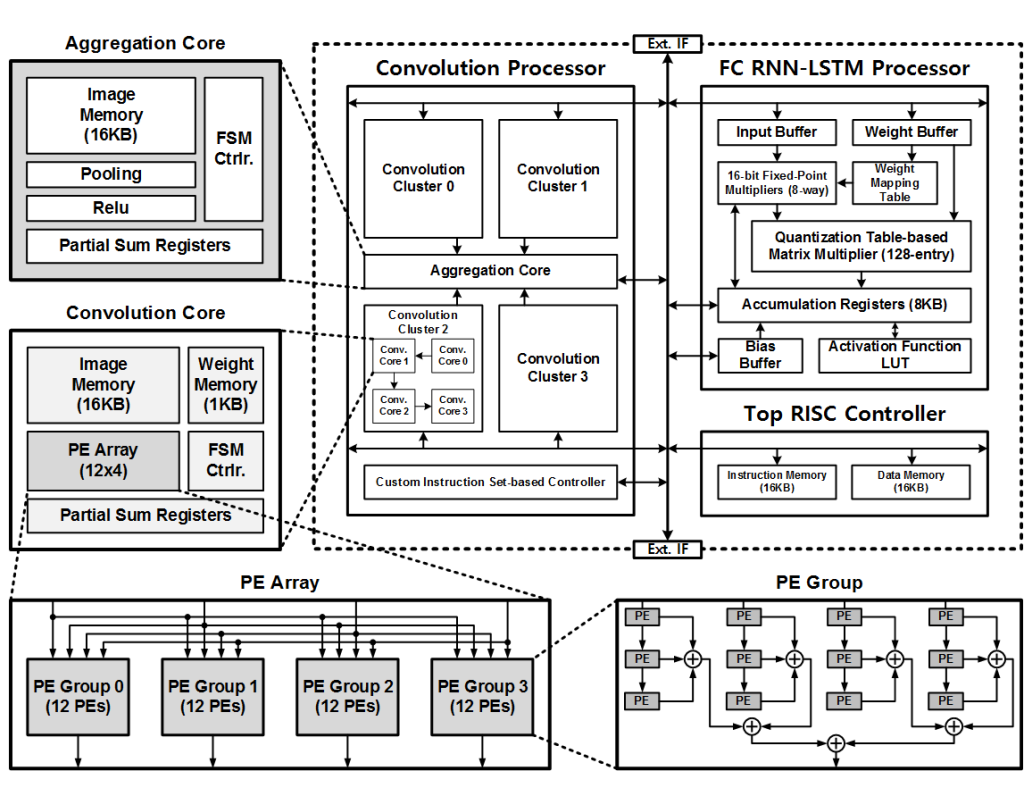 Aggregation Core
Image
Memory
(16KB)
FSM
Ctrlr.
Pooling
Relu
Partial Sum Registers
Convolution Core
Image
Memory
(16KB)
Weight
Memory
(1KB)
PE Array
(12x4)
FSM
Ctrlr.
Partial Sum Registers
Ext. IF
Convolution Processor
Convolution
Cluster 0
Convolution
Cluster 1
Aggregation Core
Convolution
Cluster 2
Conv.
Core 1
Conv.
Core 0
Conv.
Core 2
Conv.
Core 3
Convolution
Cluster 3
Custom Instruction Set-based Controller
FC RNN-LSTM Processor
Input Buffer
Weight Buffer
16-bit Fixed-Point
Multipliers (8-way)
Weight
Mapping
Table
Quantization Table-based
Matrix Multiplier (128-entry)
Accumulation Registers (8KB)
Bias
Buffer
Activation Function
LUT
Top RISC Controller
Instruction Memory
(16KB)
Data Memory
(16KB)
Ext. IF
PE Array
PE Group 0
(12 PEs)
PE Group 1
(12 PEs)
PE Group 2
(12 PEs)
PE Group 3
(12 PEs)
PE Group
PE PE PE PE
PE PE PE PE
PE PE PE PE